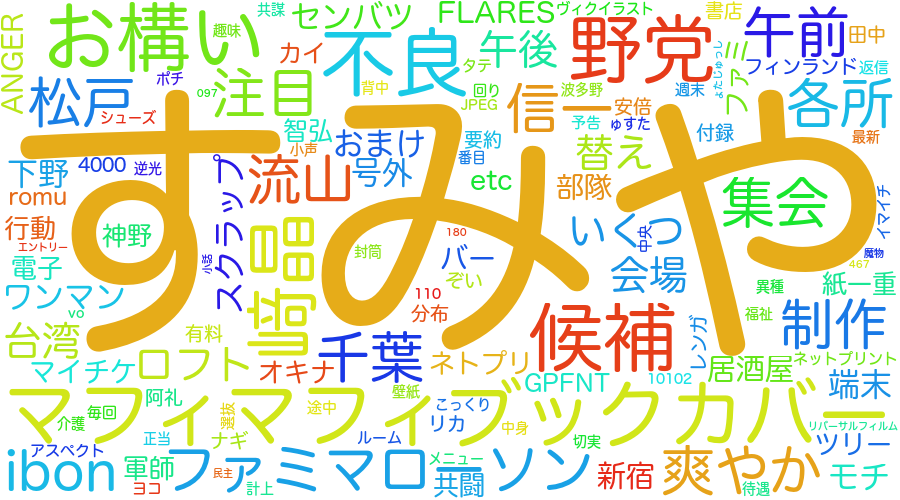 ANGER お構い 共謀 趣味 センバツ FLARES ヴィクイラスト 書店 午前 田中
松戸 ポチ 注目 カイ 不良 午後 タテ 野党 よたじゅっし ファミ フィンランド 返信
シューズ 097 智弘 背中 回り JPEG 信一 波多野 安倍 週末 各所
すみや
下野 4000 逆光 小声 おまけ 要約 予告 ゅすた 付録 最新
romu 流山 号外 番目 etc 部隊 替え 集会 イマイチ
行動 神野 スクラップ いくつ 中央
エントリー 電子 小話 﨑晶 封筒 180 バー ぞい 会場 魔物 467
ワンマン vo 有料 110 分布 候補 レンガ 異種 紙一重 福祉 制作
台湾 ロフト 千葉 ネトプリ 居酒屋 ネットプリント
マイチケ オキナ GPFNT 10102 端末
阿礼 壁紙
マフィマフィブックカバー
介護 毎回 選抜 途中 こっくり リカ 中身 リバーサルフィルム
アスペクト 正当 ナギ ルーム 切実 ツリー
ibon 軍師 ファミマローソン メニュー 共闘 新宿 爽やか モチ
ヨコ 民主 計上 待遇